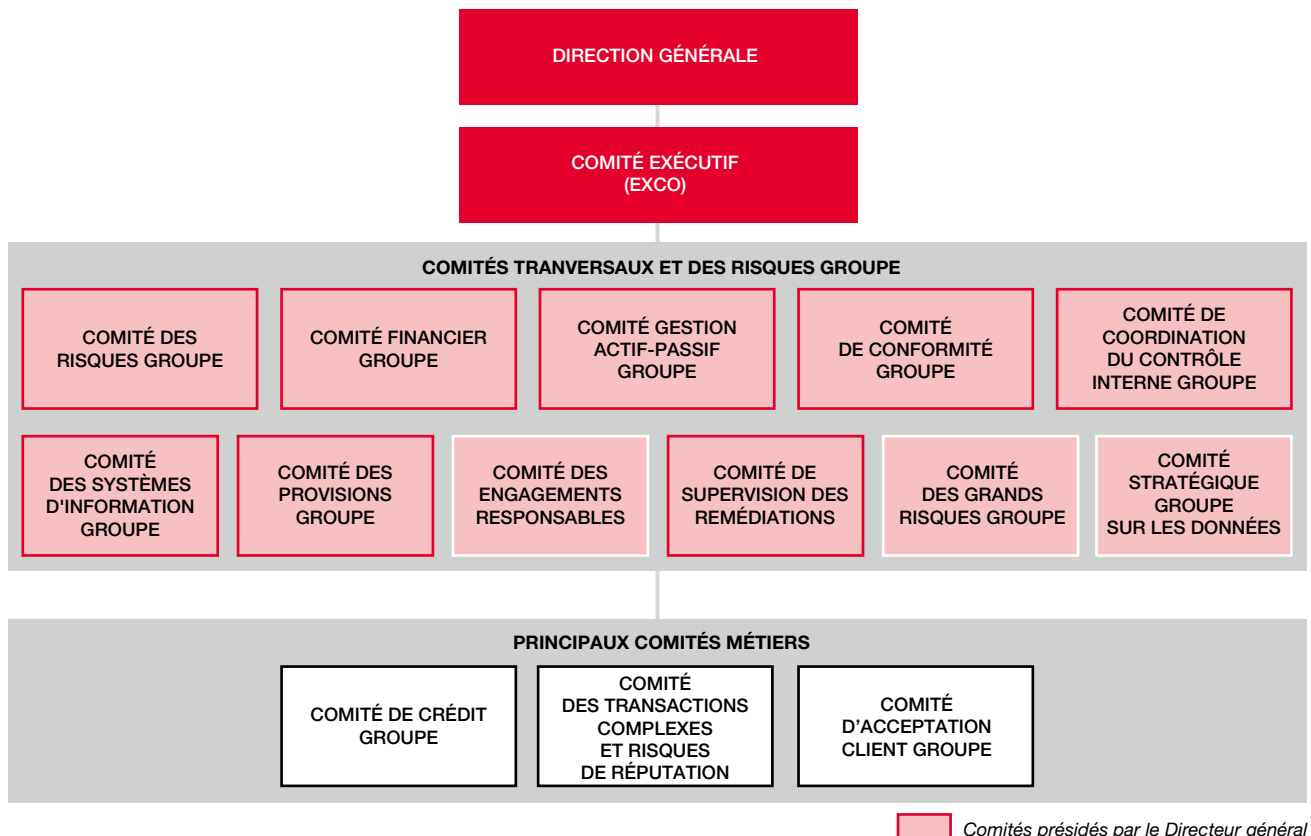 DIRECTION GÉNÉRALE
COMITÉ EXÉCUTIF
(EXCO)
COMITÉS TRANVERSAUX ET DES RISQUES GROUPE
COMITÉ DES
RISQUES GROUPE
COMITÉ FINANCIER
GROUPE
COMITÉ GESTION
ACTIF-PASSIF
GROUPE
COMITÉ
DE CONFORMITÉ
GROUPE
COMITÉ DE
COORDINATION
DU CONTRÔLE
INTERNE GROUPE
COMITÉ
DES SYSTÈMES
D'INFORMATION
GROUPE
COMITÉ DES
PROVISIONS
GROUPE
COMITÉ DES
ENGAGEMENTS
RESPONSABLES
COMITÉ DE
SUPERVISION DES
REMÉDIATIONS
COMITÉ
DES GRANDS
RISQUES GROUPE
COMITÉ
STRATÉGIQUE
GROUPE
SUR LES DONNÉES
PRINCIPAUX COMITÉS MÉTIERS
COMITÉ DE CRÉDIT
GROUPE
COMITÉ
DES TRANSACTIONS
COMPLEXES
ET RISQUES
DE RÉPUTATION
COMITÉ
D’ACCEPTATION
CLIENT GROUPE
Comités présidés par le Directeur général